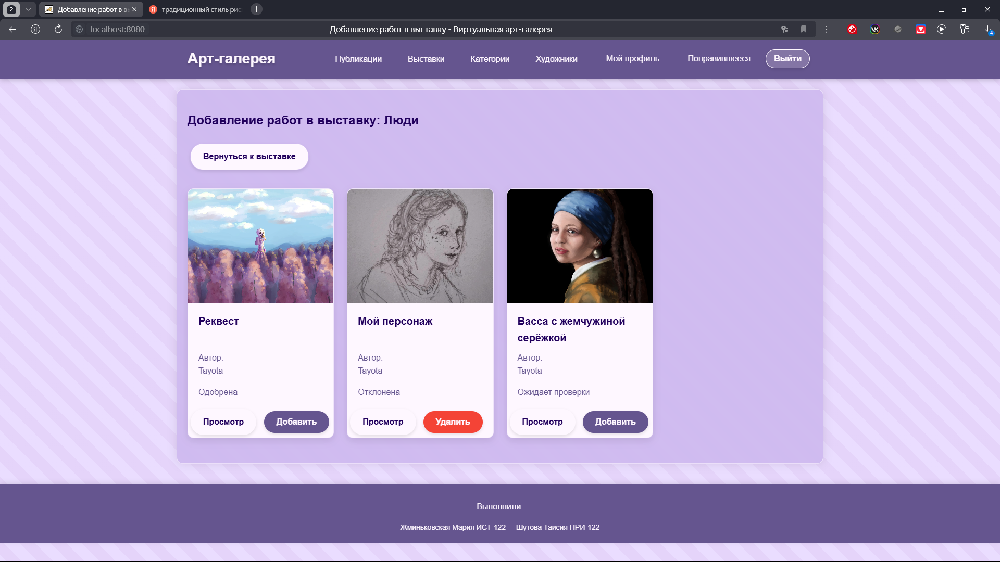 2
Добавление работ в в
традиционный стиль рис
localhost:8080
Добавление работ в выставку - Виртуальная арт-галерея
4
Арт-галерея
Публикации
Выставки
Категории
Художники
Мой профиль
Понравившееся
Выйти
Добавление работ в выставку: Люди
Вернуться к выставке
Реквест
Автор:
Tayota
Одобрена
Просмотр
Добавить
Мой персонаж
Автор:
Tayota
Отклонена
Просмотр
Удалить
Васса с жемчужиной
серёжкой
Автор:
Tayota
Ожидает проверки
Просмотр
Добавить
Выполнили:
Жминьковская Мария ИСТ-122
Шутова Таисия ПРИ-122